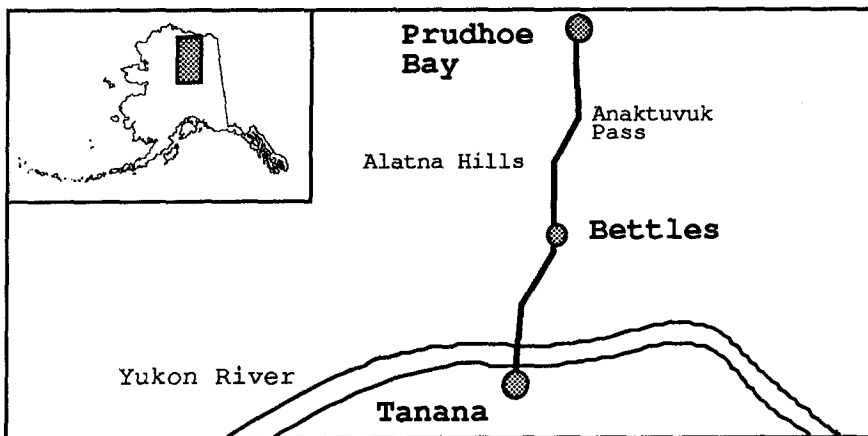 Prudhoe
Bay
Anaktuvuk
Pass
Alatna Hills
Bettles
Yukon River
Tanana